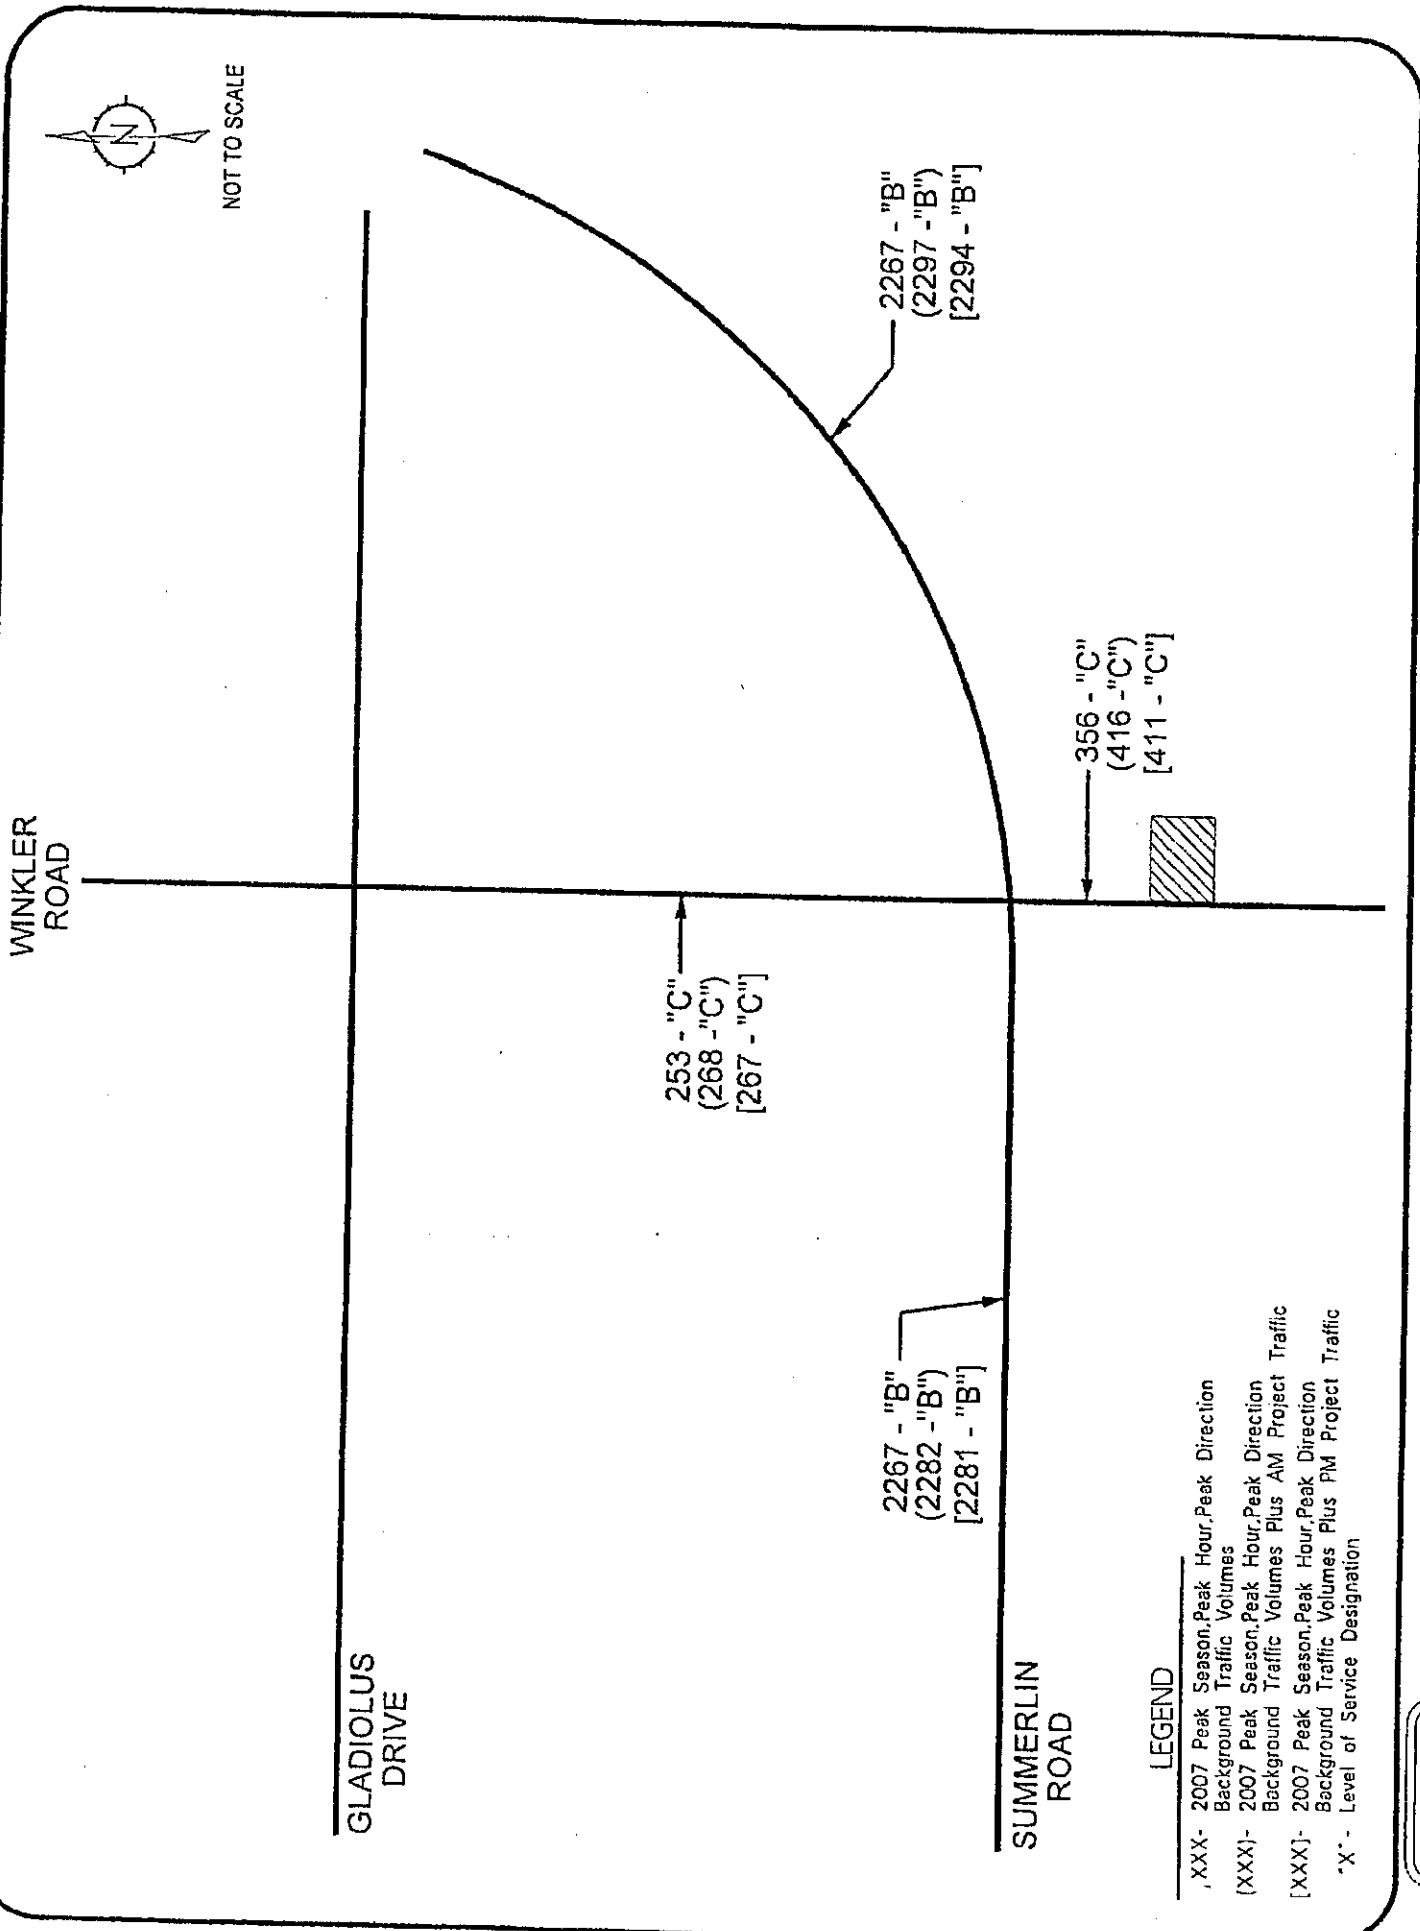 WINKLER
ROAD
N
NOT TO SCALE
GLADIOLUS
DRIVE
253 - "C"
(268 -"C")
[267 - "C"]
2267 - "B"
(2297 -"B")
[2294 - "B"]
2267 - "B"
(2282 -"B")
[2281 - "B"]
356 - "C"
(416 -"C")
[411 - "C"]
SUMMERLIN
ROAD
LEGEND
XXX- 2007 Peak Season,Peak Hour,Peak Direction
Background Traffic Volumes
(XXX)- 2007 Peak Season,Peak Hour,Peak Direction
Background Traffic Volumes Plus AM Project Traffic
[XXX]- 2007 Peak Season,Peak Hour,Peak Direction
Background Traffic Volumes Plus PM Project Traffic
"X"- Level of Service Designation